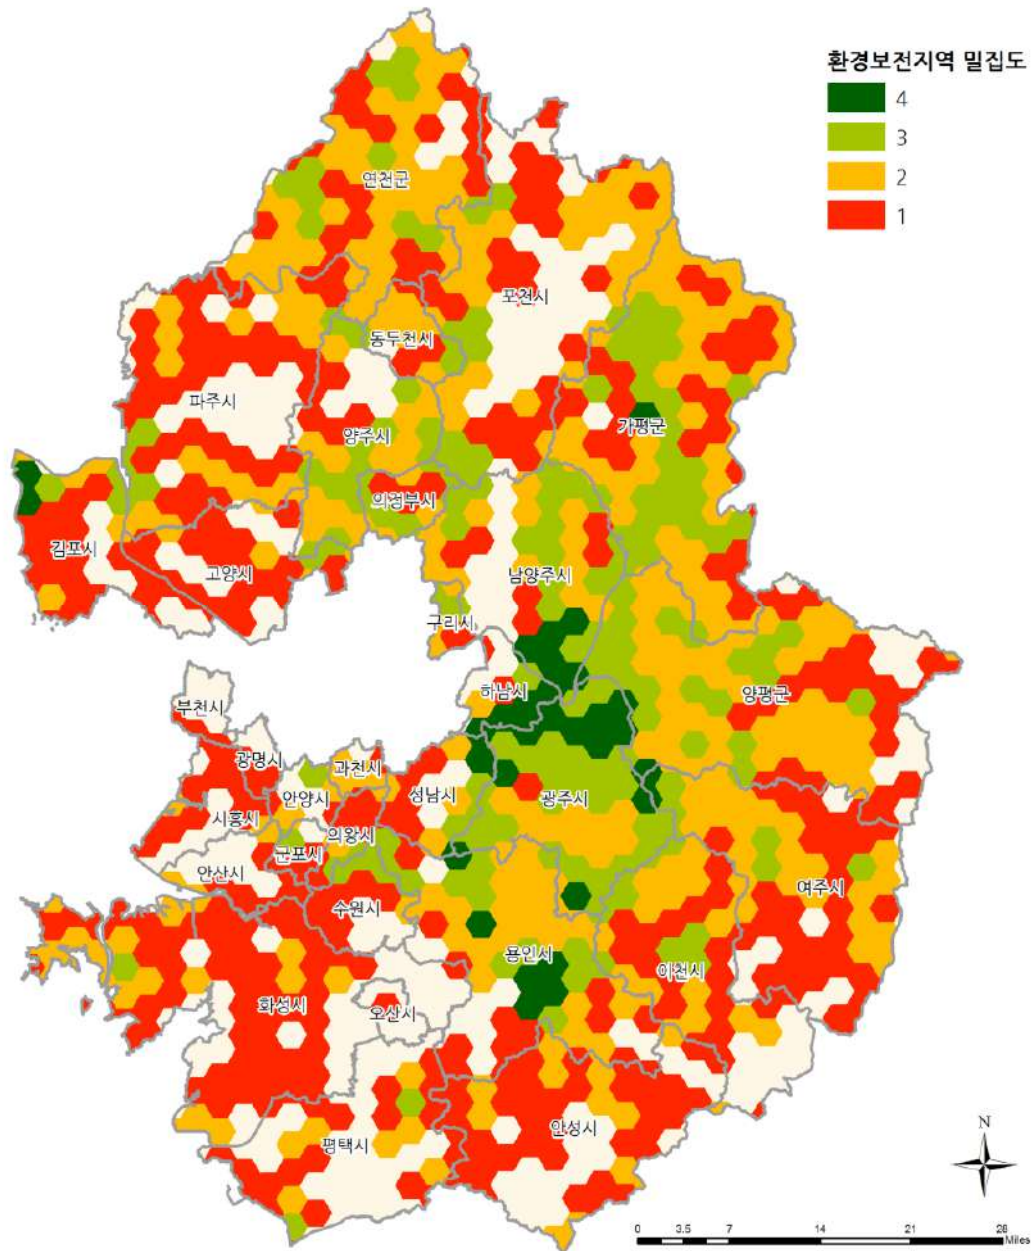 환경보전지역 밀집도
4
3
2
1
연천군
포천시
동두천시
파주시
양주시
가평군
의정부시
김포시
고양시
남양주시
구리시
하남시
양평군
부천시
광명시
과천시
안양시
성남시
광주시
시흥시
의왕시
군포시
안산시
수원시
여주시
용인시
이천시
화성시
오산시
안성시
평택시
N
0 3.5 7 14 21 28
Miles